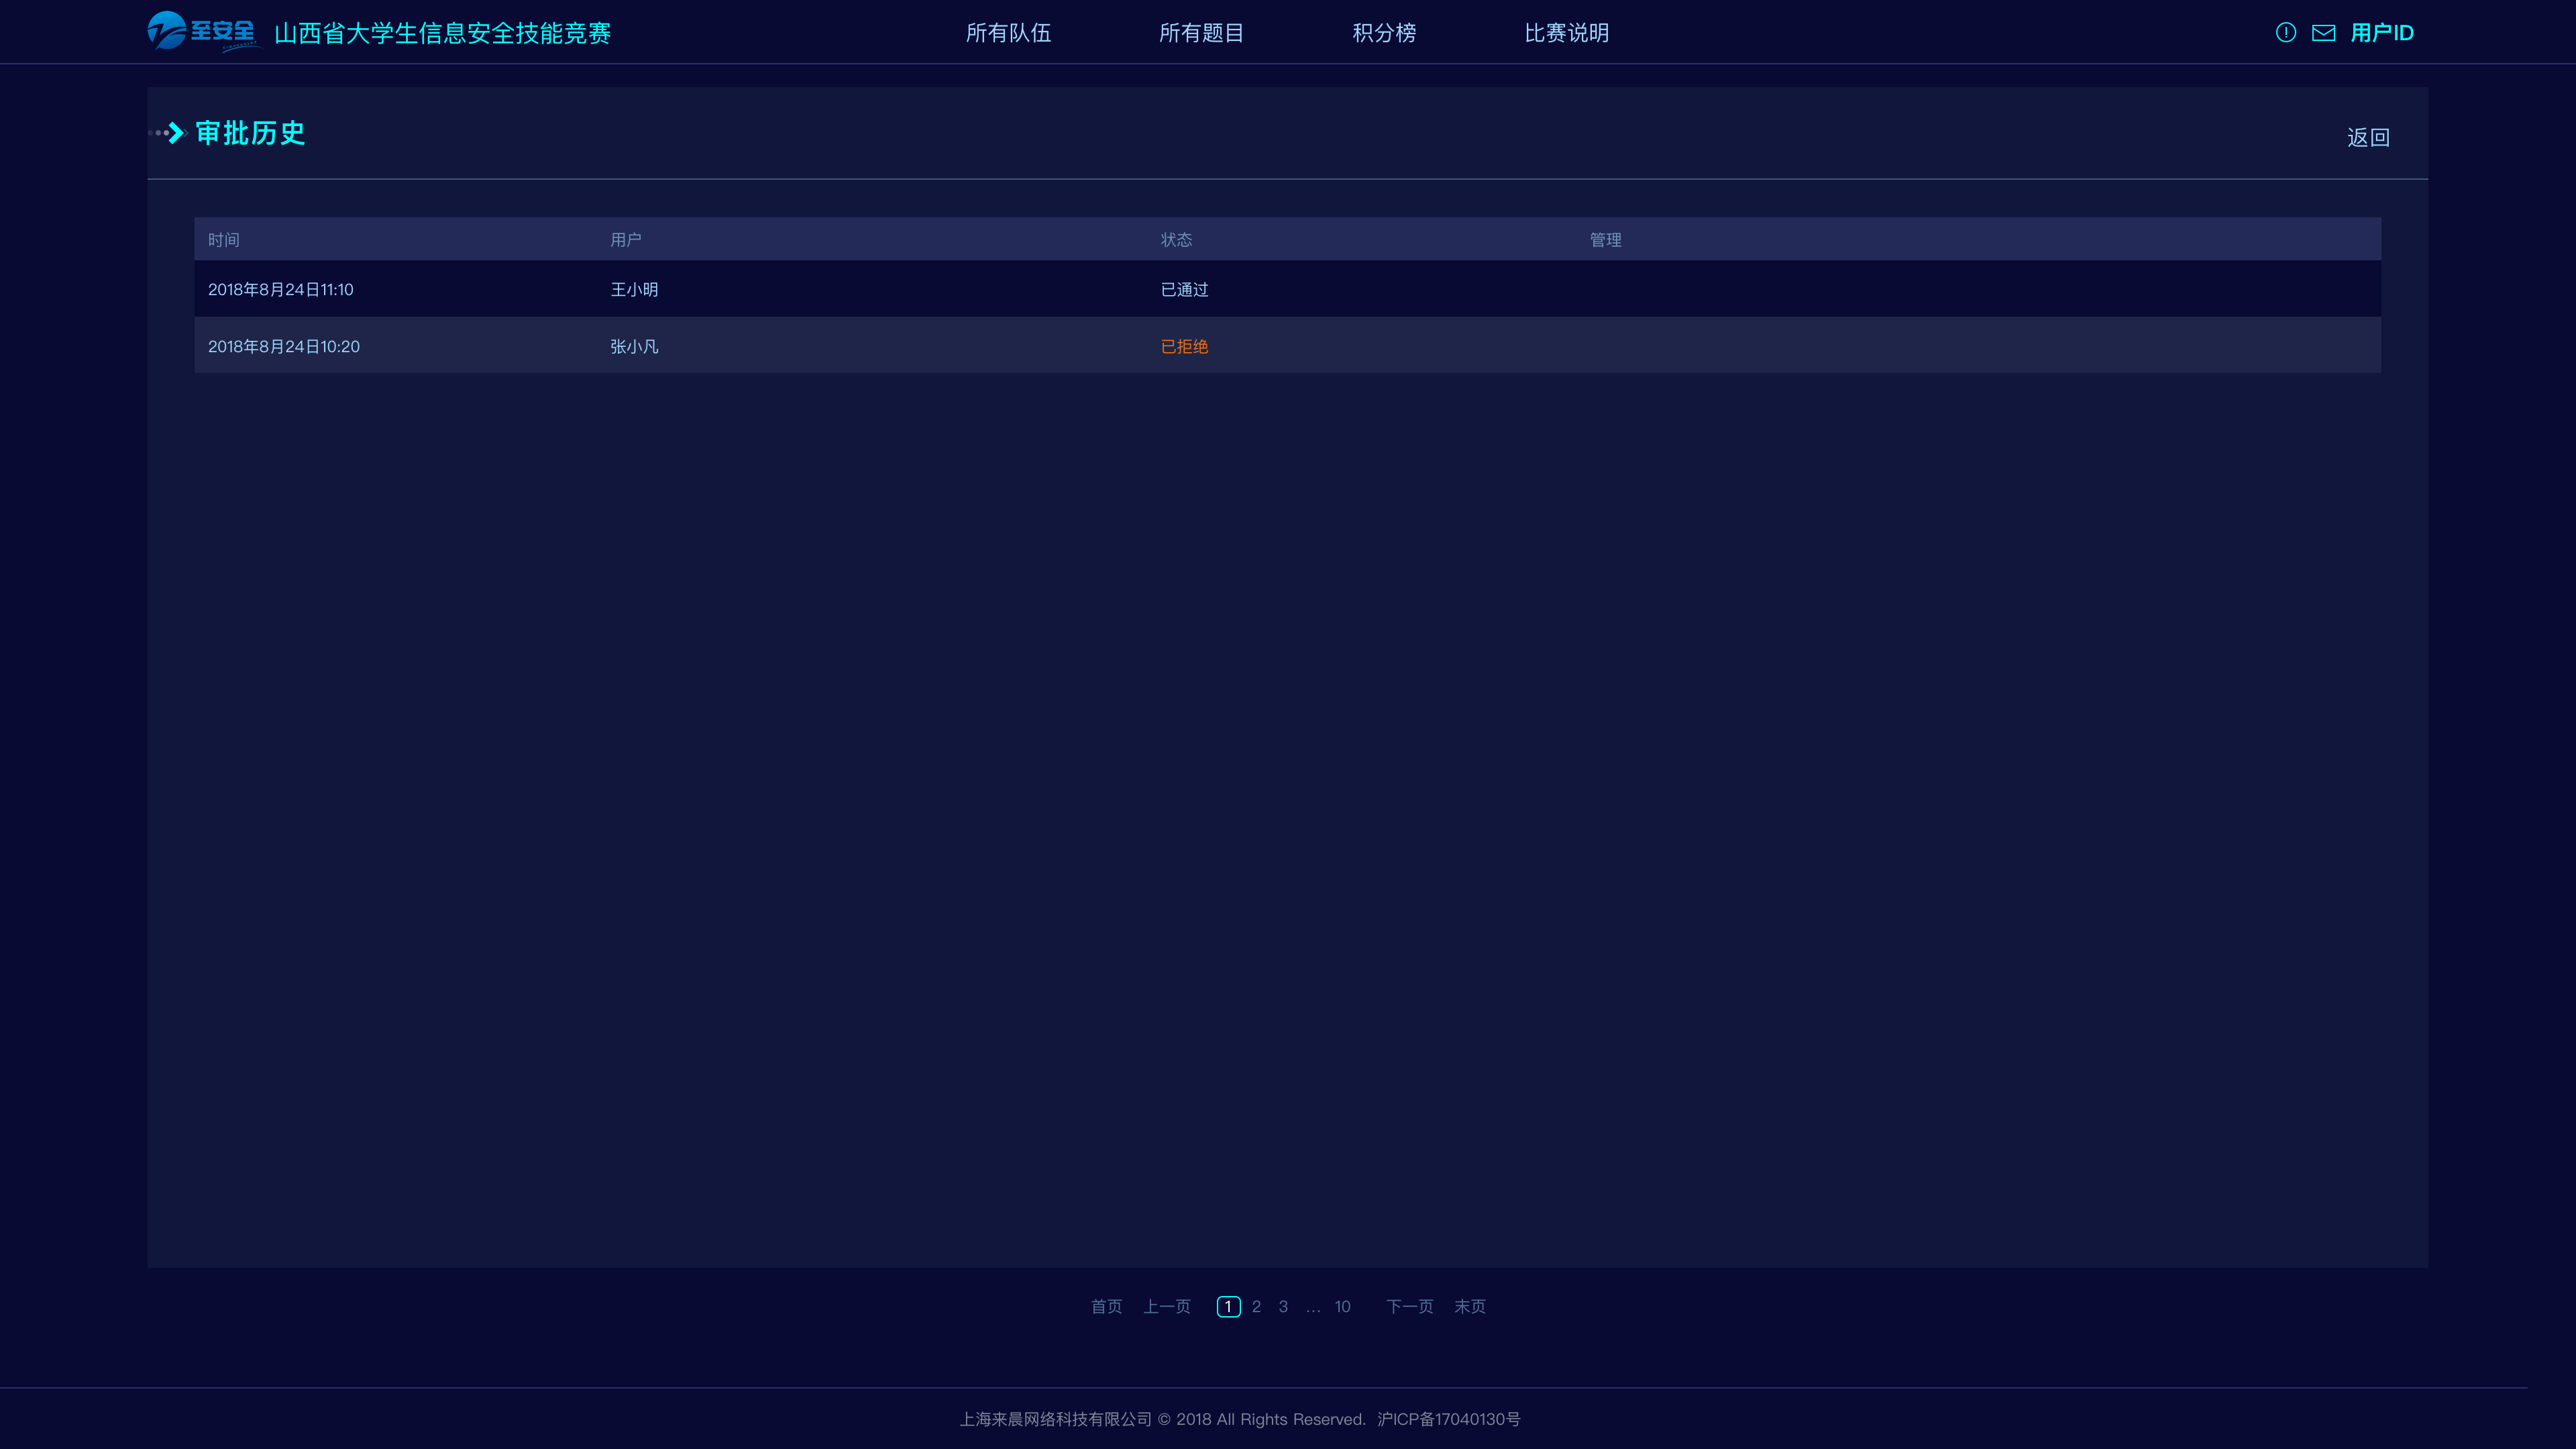 至安全 山西省大学生信息安全技能竞赛 所有队伍 所有题目 积分榜 比赛说明 用户ID
审批历史 返回
时间 用户 状态 管理
2018年8月24日11:10 王小明 已通过
2018年8月24日10:20 张小凡 已拒绝
首页 上一页 1 2 3 ... 10 下一页 末页
上海来晨网络科技有限公司 © 2018 All Rights Reserved. 沪ICP备17040130号